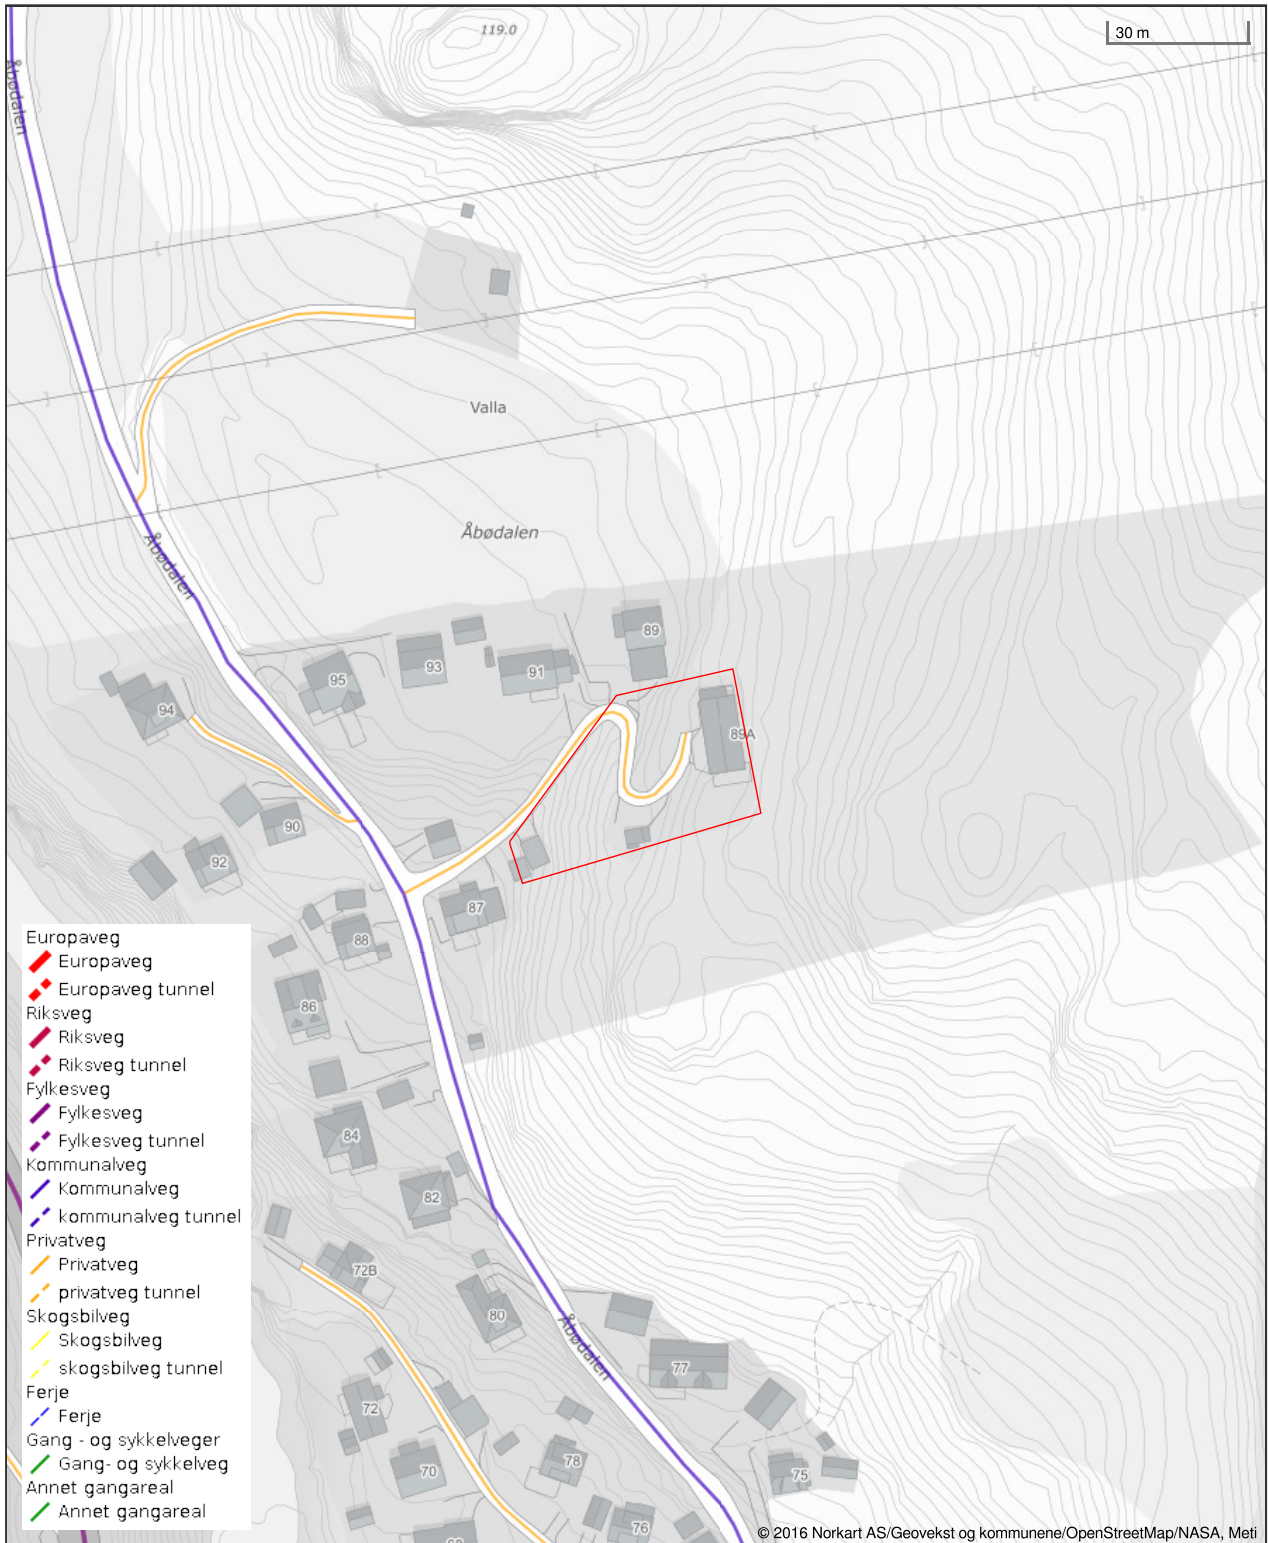 119.0
30 m
Åbødalen
Valla
Åbødalen
Åbødalen
89
93
91
95
94
89A
90
92
87
88
86
84
82
72B
80
Åbødalen
77
72
78
70
75
76
Europaveg
Europaveg
Europaveg tunnel
Riksveg
Riksveg
Riksveg tunnel
Fylkesveg
Fylkesveg
Fylkesveg tunnel
Kommunalveg
Kommunalveg
kommunalveg tunnel
Privatveg
Privatveg
privatveg tunnel
Skogsbilveg
Skogsbilveg
skogsbilveg tunnel
Ferje
Ferje
Gang - og sykkelveger
Gang- og sykkelveg
Annet gangareal
Annet gangareal
© 2016 Norkart AS/Geovekst og kommunene/OpenStreetMap/NASA, Meti